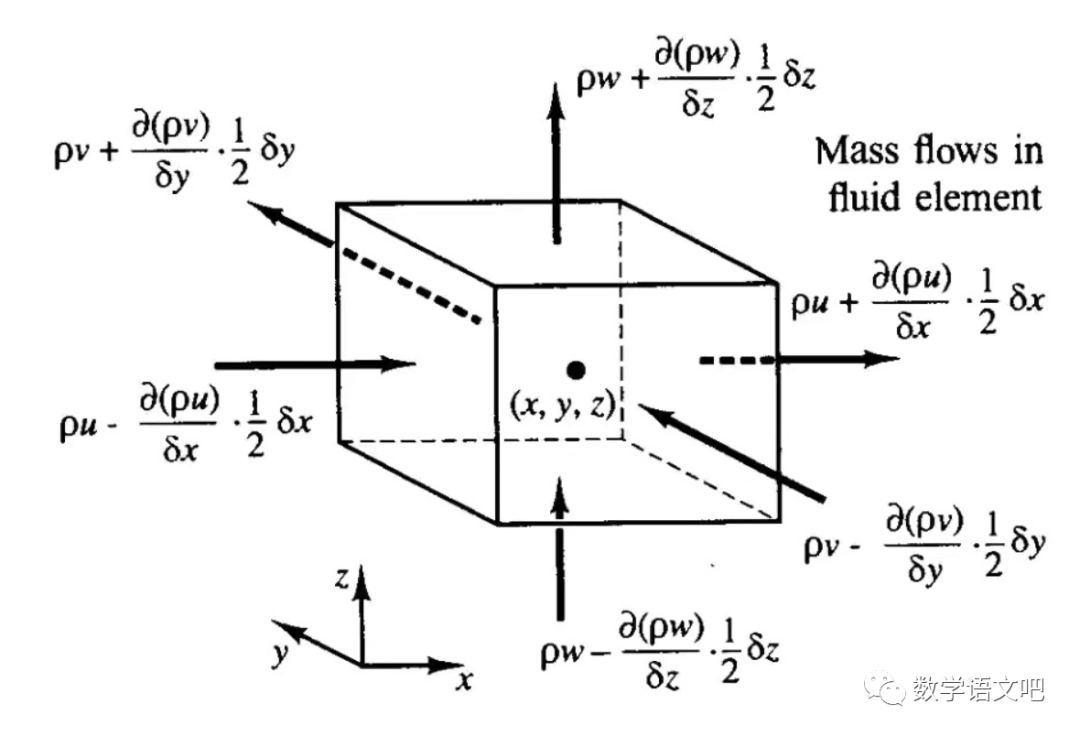 ρw + ∂(ρw)/δz · 1/2 δz
ρv + ∂(ρv)/δy · 1/2 δy
Mass flows in
fluid element
ρu + ∂(ρu)/δx · 1/2 δx
(x, y, z)
ρu - ∂(ρu)/δx · 1/2 δx
ρv - ∂(ρv)/δy · 1/2 δy
z
y
x
ρw – ∂(ρw)/δz · 1/2 δz
数学语文吧